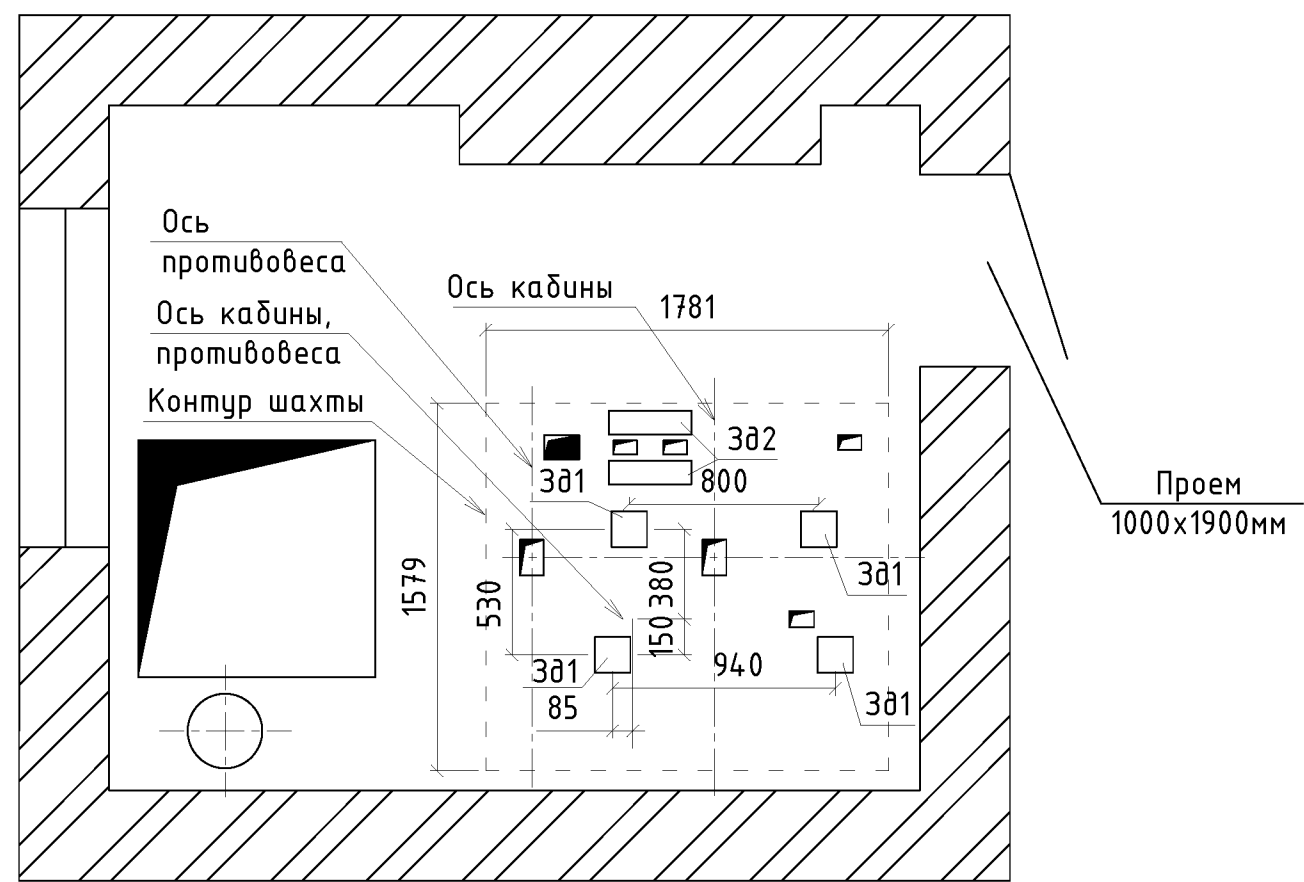 Ось
противовеса
Ось кабины,
противовеса
Контур шахты
Ось кабины
1781
Зд2
Зд1
800
Проем
1000х1900мм
1579
530
380
150
Зд1
Зд1
940
85
Зд1